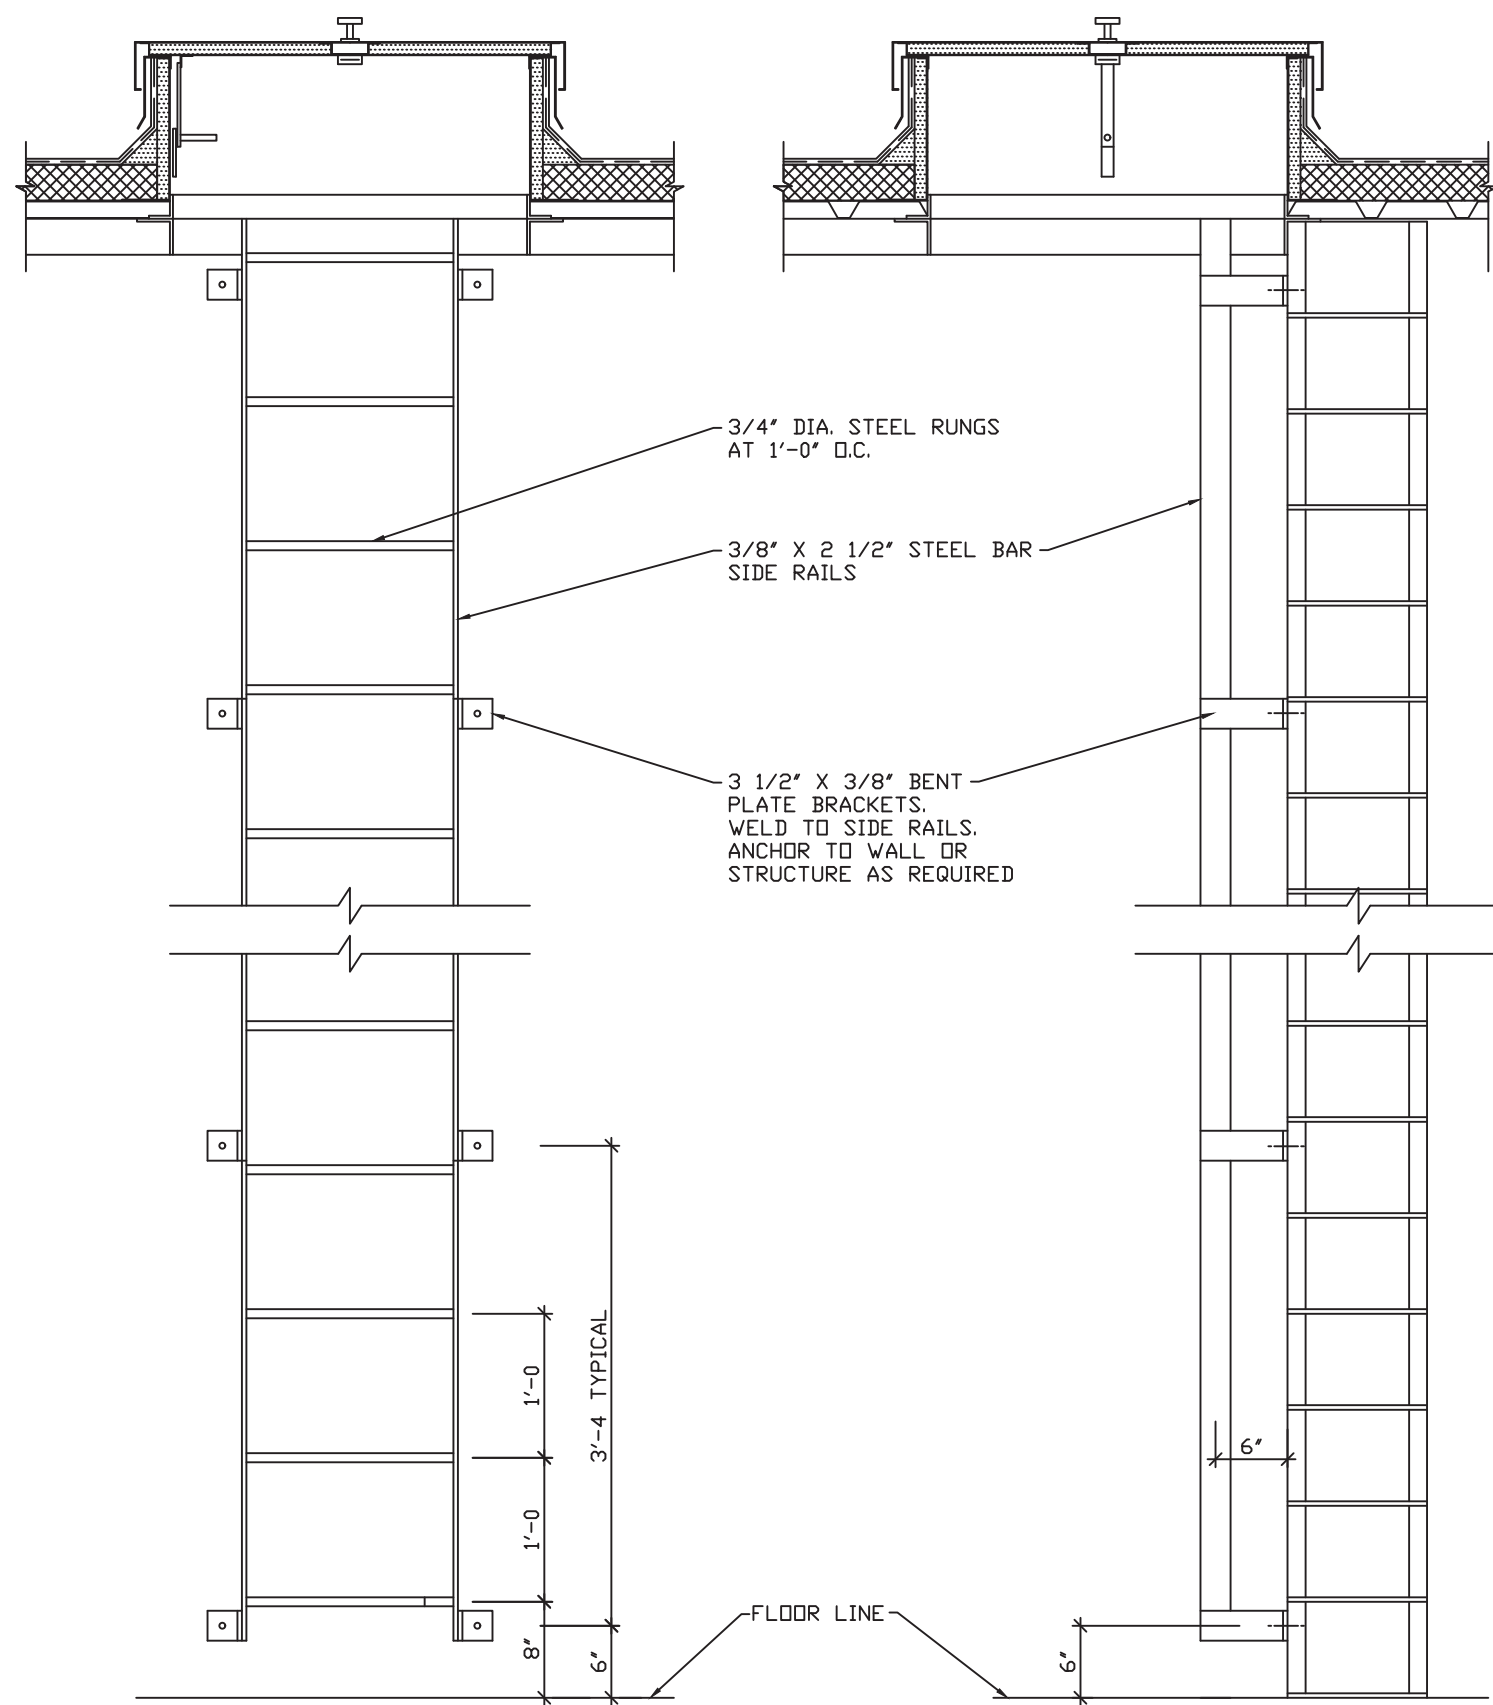 3/4" DIA. STEEL RUNGS
AT 1'-0" O.C.
3/8" X 2 1/2" STEEL BAR
SIDE RAILS
3 1/2" X 3/8" BENT
PLATE BRACKETS.
WELD TO SIDE RAILS.
ANCHOR TO WALL OR
STRUCTURE AS REQUIRED
1'-0
3'-4 TYPICAL
6"
1'-0
FLOOR LINE
8"
6"
6"